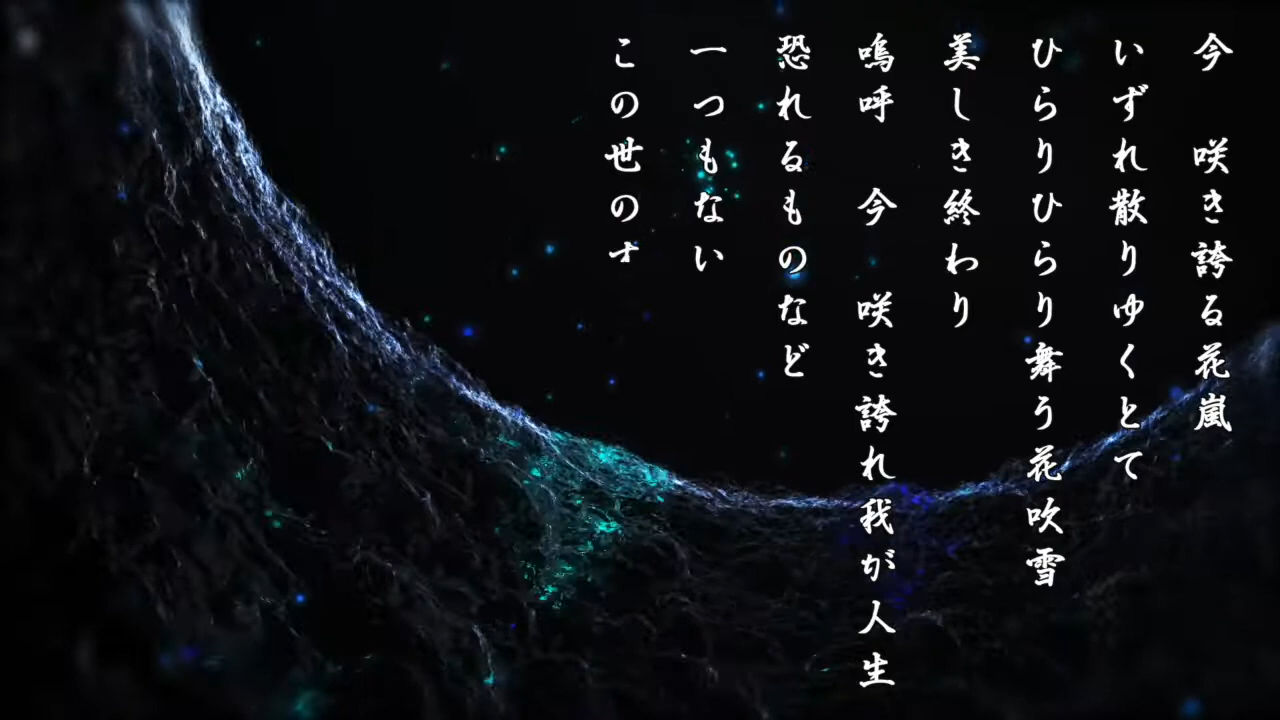 今　咲き誇る花嵐
いずれ散りゆくとて
ひらりひらり舞う花吹雪
美しき終わり
嗚呼　今　咲き誇れ我が人生
恐れるものなど
一つもない
この世のオ